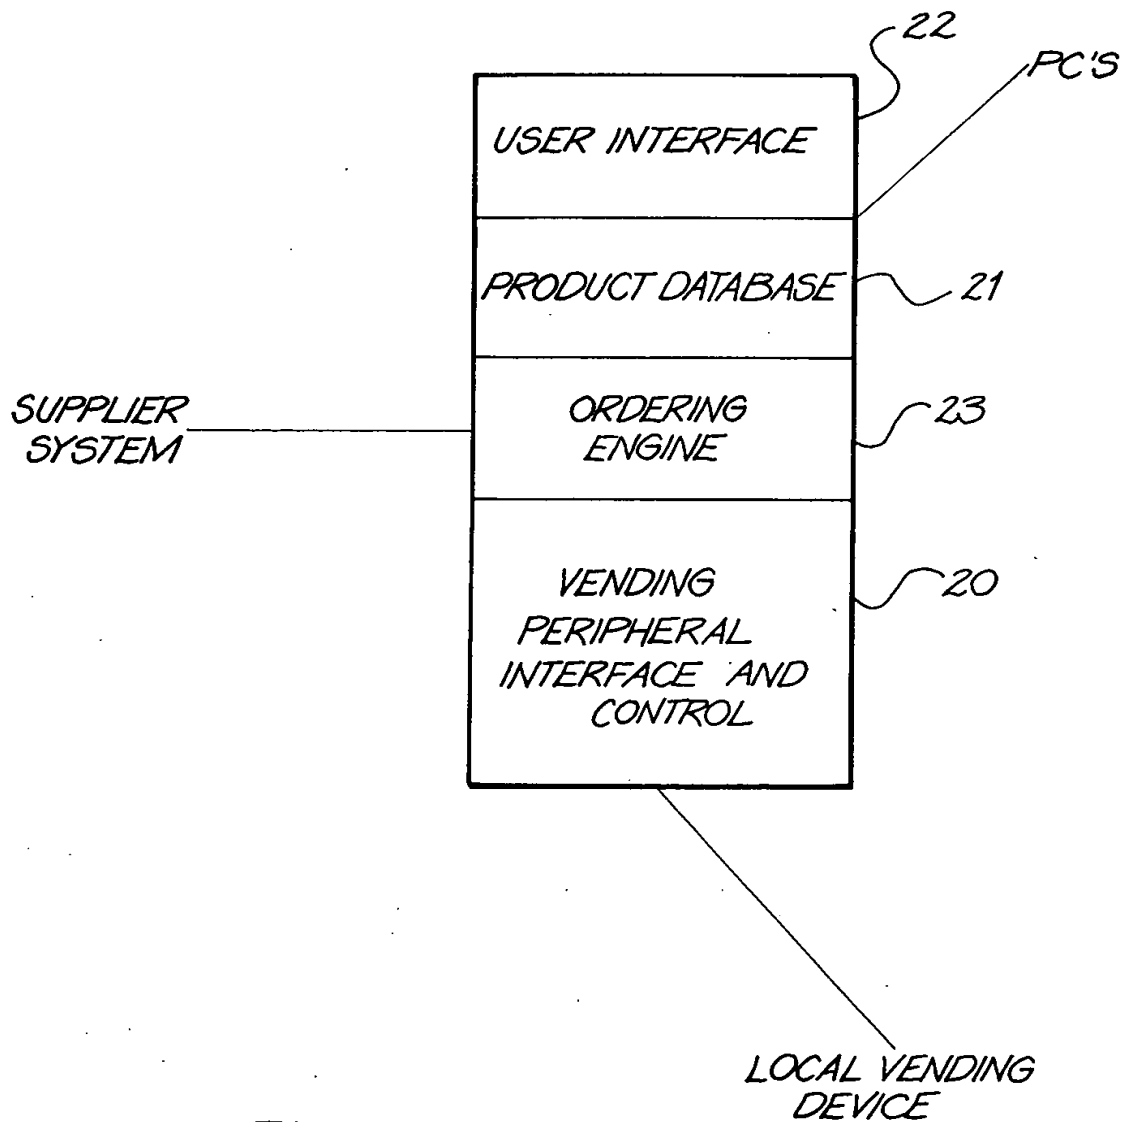 22
PC'S
USER INTERFACE
PRODUCT DATABASE
21
SUPPLIER
SYSTEM
ORDERING
ENGINE
23
VENDING
PERIPHERAL
INTERFACE AND
CONTROL
20
LOCAL VENDING
DEVICE